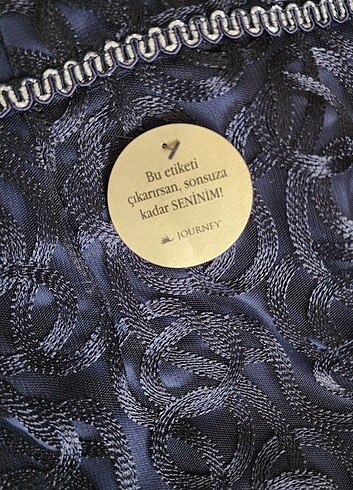 Bu etiketi
çıkarırsan, sonsuza
kadar SENİNİM!
JOURNEY